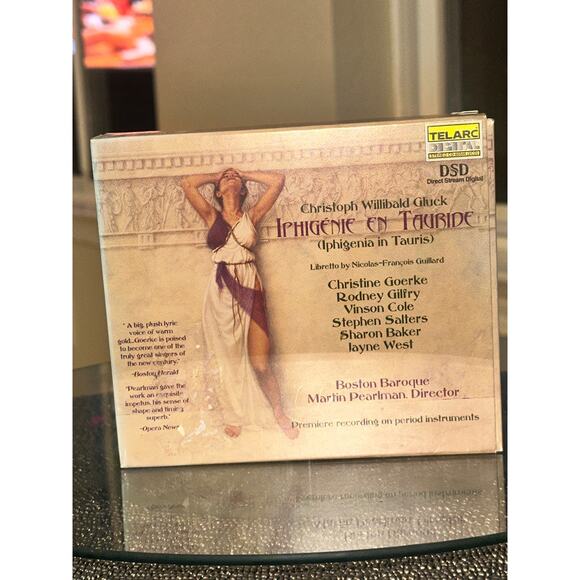 TELARC
DIGITAL
DSD
Direct Stream Digital
Christoph Willibald Gluck
Iphigénie en Tauride
(Iphigenia in Tauris)
Libretto by Nicolas-François Guillard
Christine Goerke
Rodney Gilfry
Vinson Cole
Stephen Salters
Sharon Baker
Jayne West
Boston Baroque
Martin Pearlman, Director
Premiere recording on period instruments
"A big, plush lyric
voice of warm
gold...Goerke is poised
to become one of the
truly great singers of
the new century."
-Boston Herald
"Pearlman gave the
work an exquisite
impetus, his sense of
shape and timing
superb."
-Opera News